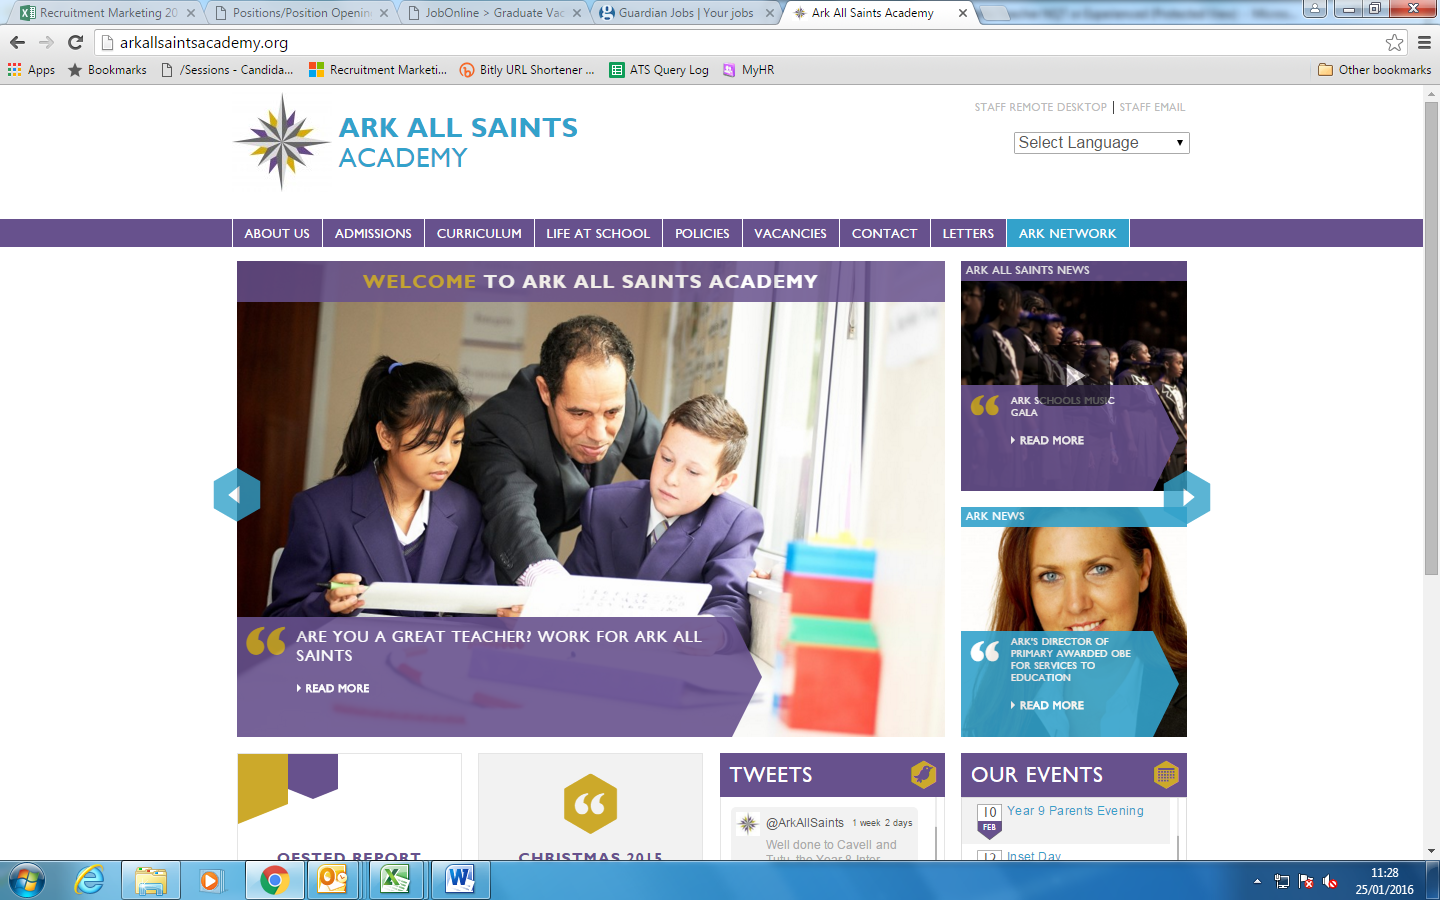 Recruitment Marketing 20
Positions/Position Openin
JobOnline > Graduate Vac
Guardian Jobs | Your jobs
Ark All Saints Academy
arkallsaintsacademy.org
Apps
Bookmarks
/Sessions - Candida...
Recruitment Marketi...
Bitly URL Shortener ...
ATS Query Log
MyHR
Other bookmarks
STAFF REMOTE DESKTOP | STAFF EMAIL
ARK ALL SAINTS
ACADEMY
Select Language
ABOUT US
ADMISSIONS
CURRICULUM
LIFE AT SCHOOL
POLICIES
VACANCIES
CONTACT
LETTERS
ARK NETWORK
WELCOME TO ARK ALL SAINTS ACADEMY
ARE YOU A GREAT TEACHER? WORK FOR ARK ALL
SAINTS
READ MORE
ARK ALL SAINTS NEWS
ARK SCHOOLS MUSIC
GALA
READ MORE
ARK NEWS
ARK'S DIRECTOR OF
PRIMARY AWARDED OBE
FOR SERVICES TO
EDUCATION
READ MORE
OFSTED REPORT
CHRISTMAS 2015
TWEETS
@ArkAllSaints 1 week 2 days
Well done to Cavell and
Tutu, the Year 8 Inter
OUR EVENTS
10
FEB
Year 9 Parents Evening
12
Inset Day
11:28
25/01/2016